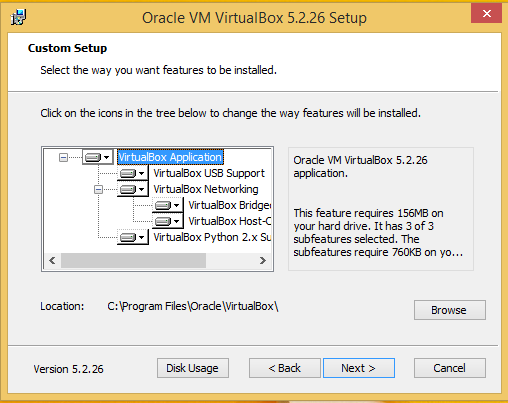 Oracle VM VirtualBox 5.2.26 Setup
Custom Setup
Select the way you want features to be installed.
Click on the icons in the tree below to change the way features will be installed.
VirtualBox Application
VirtualBox USB Support
VirtualBox Networking
VirtualBox Bridge
VirtualBox Host-C
VirtualBox Python 2.x Su
Oracle VM VirtualBox 5.2.26
application.
This feature requires 156MB on
your hard drive. It has 3 of 3
subfeatures selected. The
subfeatures require 760KB on yo...
Location: C:\Program Files\Oracle\VirtualBox\
Browse
Version 5.2.26
Disk Usage
< Back
Next >
Cancel